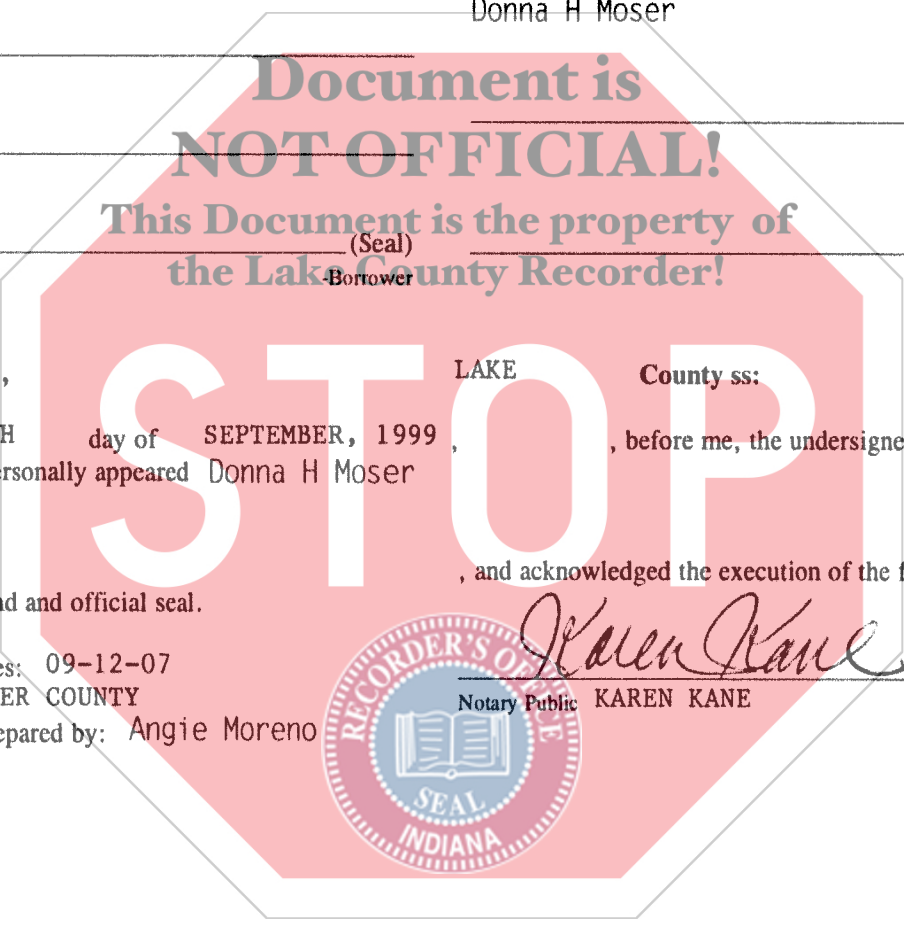 Donna H Moser
Document is
NOT OFFICIAL!
This Document is the property of
(Seal)
the Lake County Recorder!
-Borrower
STOP
, LAKE County ss:
H day of SEPTEMBER, 1999 , , before me, the undersigne
ersonally appeared Donna H Moser
, and acknowledged the execution of the f
nd and official seal.
Karen Kane
es: 09-12-07
ER COUNTY
Notary Public KAREN KANE
epared by: Angie Moreno
RECORDER'S OFFICE
SEAL
INDIANA